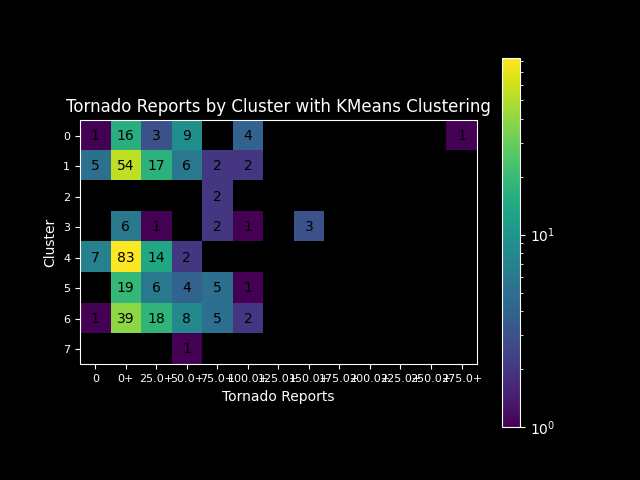 Tornado Reports by Cluster with KMeans Clustering
0 1 16 3 9 4 1
1 5 54 17 6 2 2
2 2
3 6 1 2 1 3
4 7 83 14 2
5 19 6 4 5 1
6 1 39 18 8 5 2
7 1
0 0+ 25.0+ 50.0+ 75.0+ 100.0+ 125.0+ 150.0+ 175.0+ 200.0+ 225.0+ 250.0+ 275.0+
Tornado Reports
Cluster
10¹
10⁰